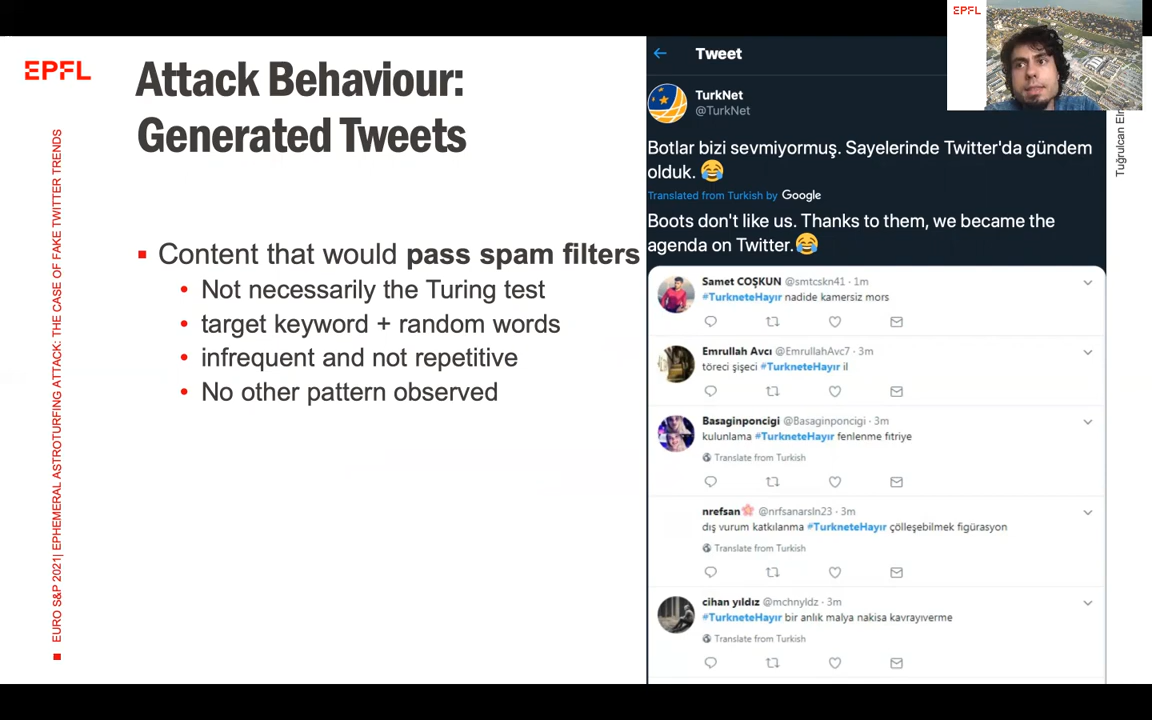 EPFL
Attack Behaviour:
Generated Tweets
Content that would pass spam filters
Not necessarily the Turing test
target keyword + random words
infrequent and not repetitive
No other pattern observed
EURO S&P 2021| EPHEMERAL ASTROTURFING ATTACK: THE CASE OF FAKE TWITTER TRENDS
Tweet
TurkNet
@TurkNet
Botlar bizi sevmiyormuş. Sayelerinde Twitter'da gündem
olduk. 😂
Translated from Turkish by Google
Boots don't like us. Thanks to them, we became the
agenda on Twitter.😂
Samet COŞKUN @smtcskn41 · 1m
#TurkneteHayır nadide kamersiz mors
Emrullah Avcı @EmrullahAvc7 · 3m
töreci şişeci #TurkneteHayır il
Basaginponcigi @Basaginponcigi · 3m
kulunlama #TurkneteHayır fenlenme fıtriye
Translate from Turkish
nrefsan🌸 @nrfsanarsln23 · 3m
dış vurum katkılanma #TurkneteHayır çölleşebilmek figürasyon
Translate from Turkish
cihan yıldız @mchnyldz · 3m
#TurkneteHayır bir anlık malya nakisa kavrayıverme
Translate from Turkish
EPFL
Tuğrulcan